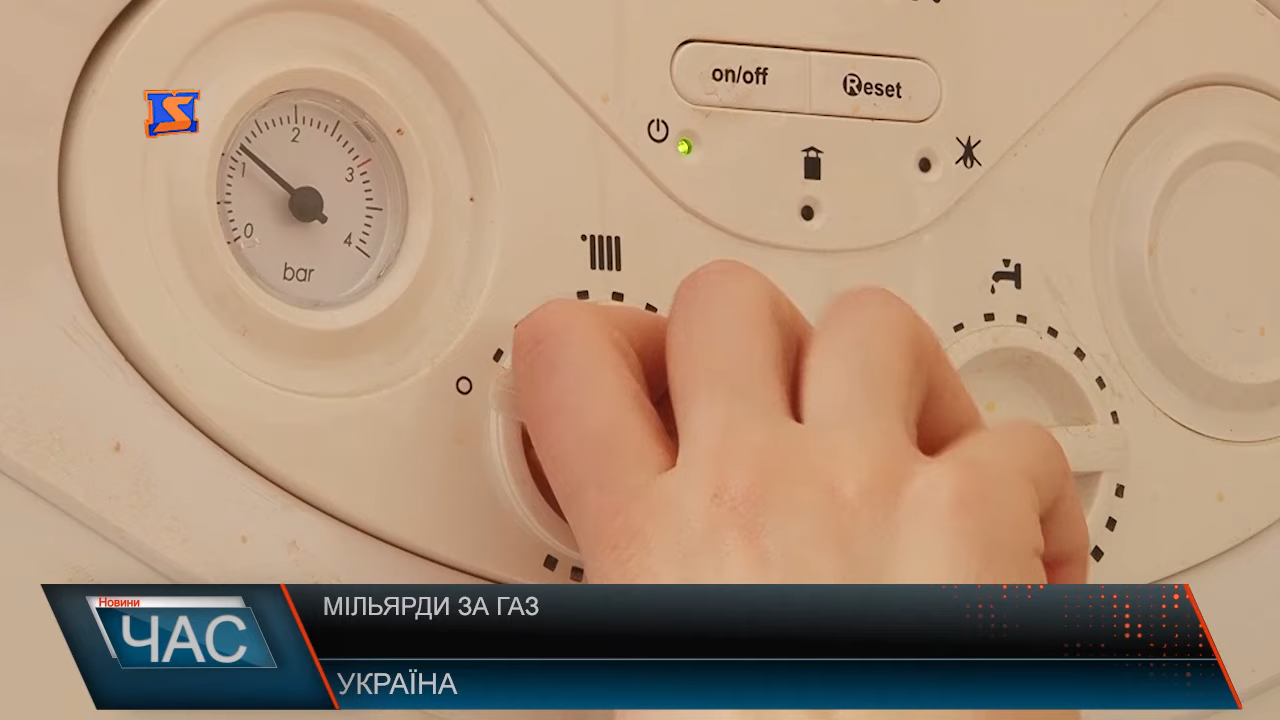 on/off
Reset
2
1
3
0
4
bar
Новини
ЧАС
МІЛЬЯРДИ ЗА ГАЗ
УКРАЇНА